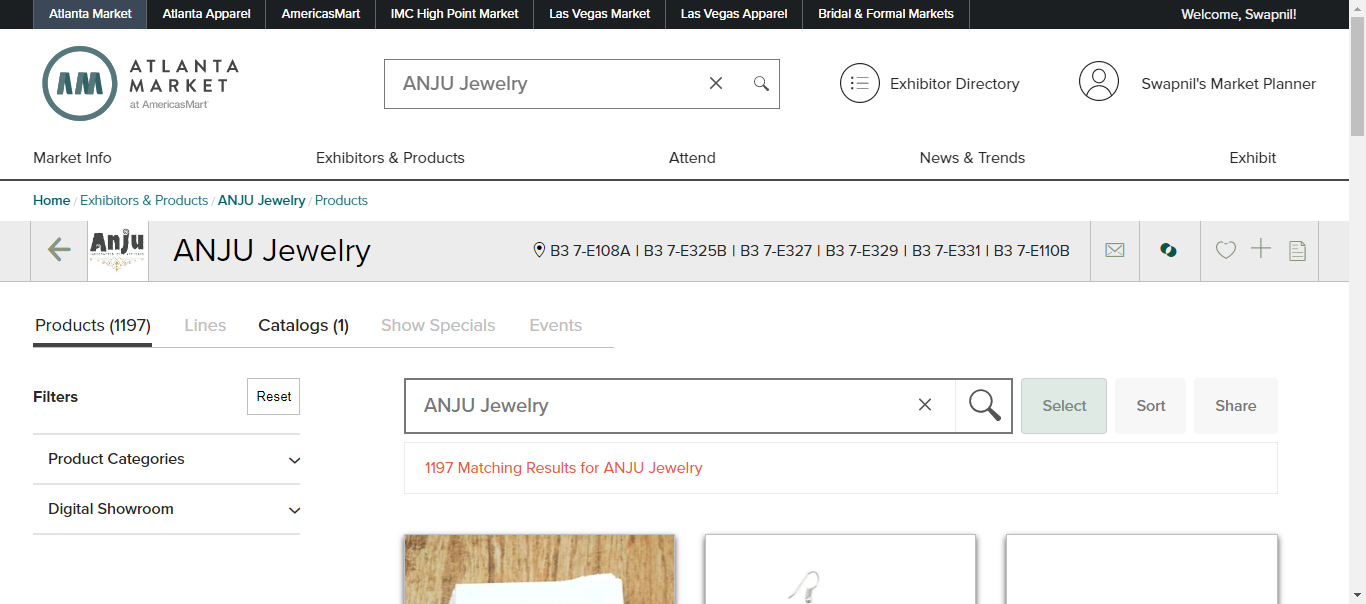 Atlanta Market Atlanta Apparel AmericasMart IMC High Point Market Las Vegas Market Las Vegas Apparel Bridal & Formal Markets Welcome, Swapnil!
AM
ATLANTA
MARKET
at AmericasMart
ANJU Jewelry
Exhibitor Directory
Swapnil's Market Planner
Market Info Exhibitors & Products Attend News & Trends Exhibit
Home / Exhibitors & Products / ANJU Jewelry / Products
Anju
ANJU Jewelry
B3 7-E108A | B3 7-E325B | B3 7-E327 | B3 7-E329 | B3 7-E331 | B3 7-E110B
Products (1197) Lines Catalogs (1) Show Specials Events
Filters
Reset
Product Categories
Digital Showroom
ANJU Jewelry
Select
Sort
Share
1197 Matching Results for ANJU Jewelry